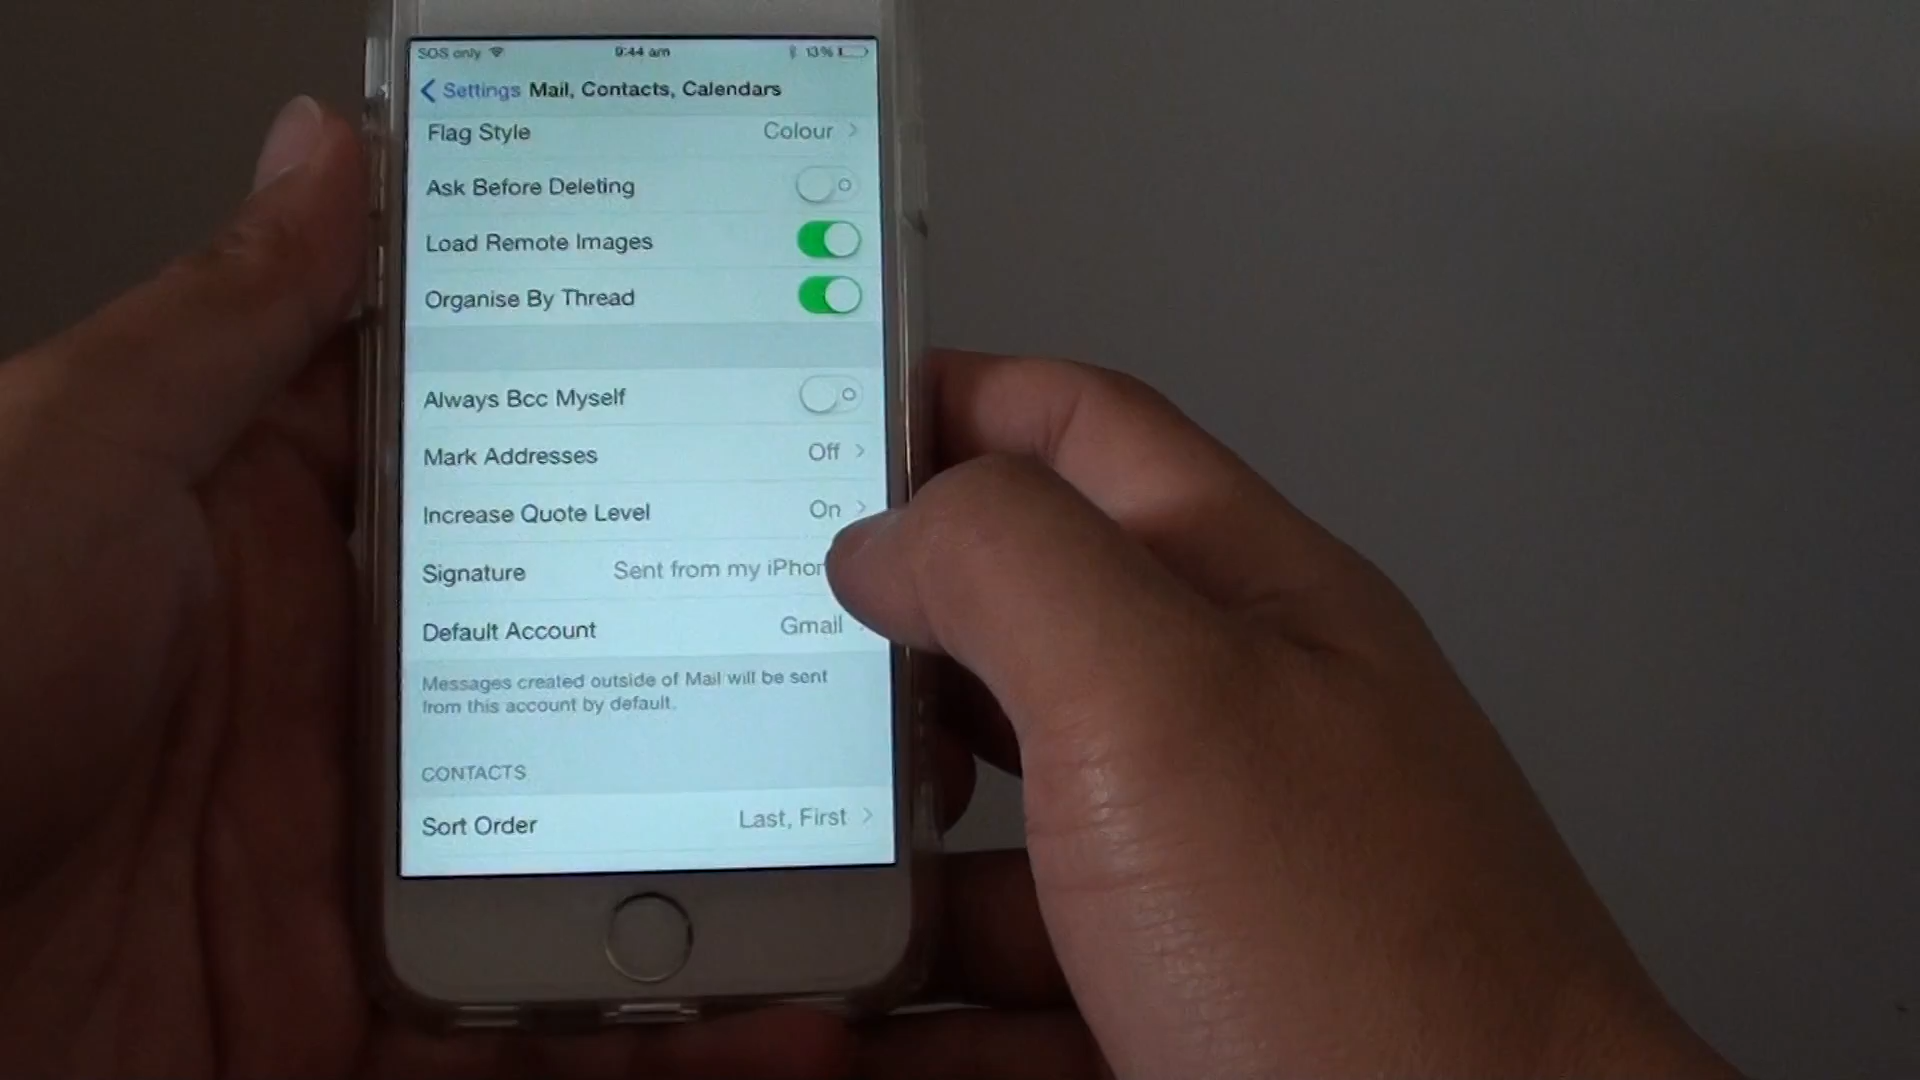 SOS only 9:44 am 13%
Settings Mail, Contacts, Calendars
Flag Style Colour
Ask Before Deleting
Load Remote Images
Organise By Thread
Always Bcc Myself
Mark Addresses Off
Increase Quote Level On
Signature Sent from my iPhon
Default Account Gmail
Messages created outside of Mail will be sent
from this account by default.
CONTACTS
Sort Order Last, First